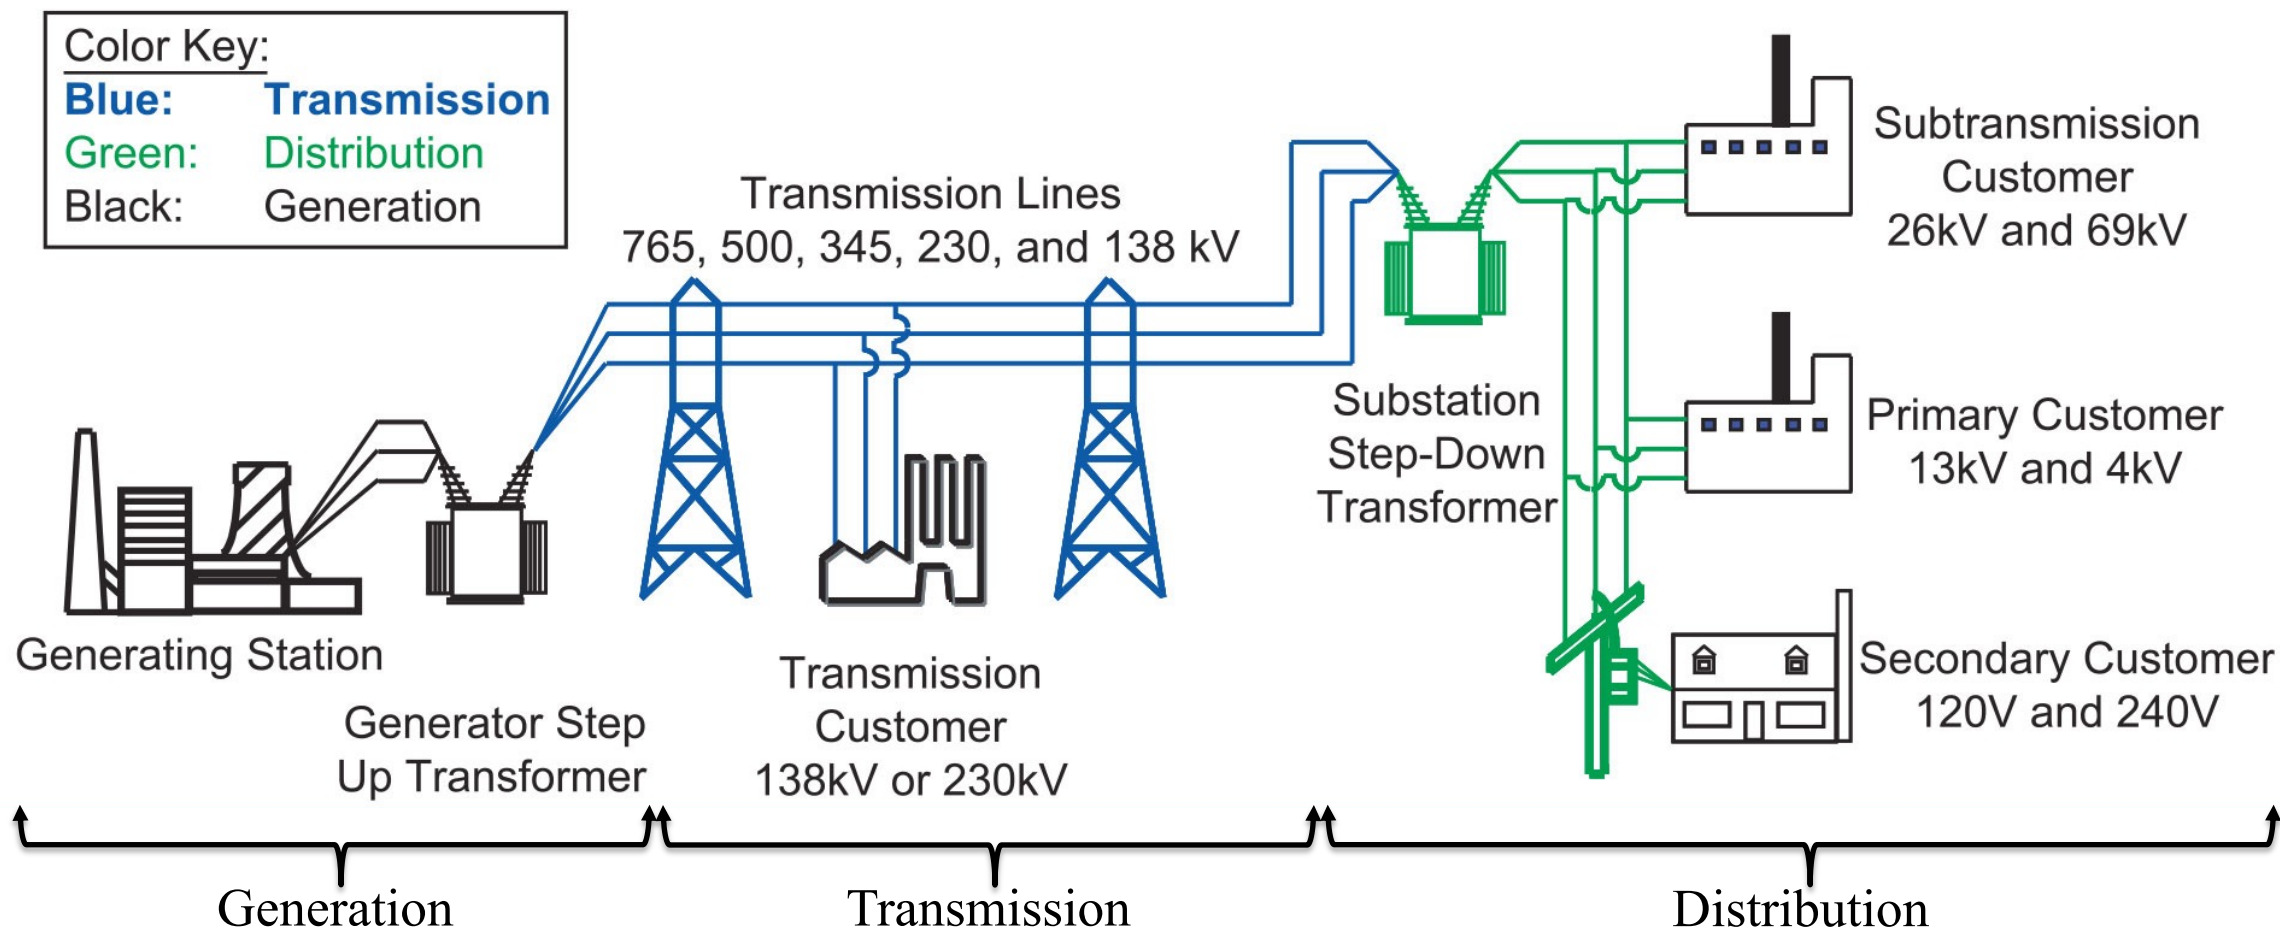 Color Key:
Blue: Transmission
Green: Distribution
Black: Generation
Transmission Lines
765, 500, 345, 230, and 138 kV
Subtransmission
Customer
26kV and 69kV
Substation
Step-Down
Transformer
Primary Customer
13kV and 4kV
Generating Station
Generator Step
Up Transformer
Transmission
Customer
138kV or 230kV
Secondary Customer
120V and 240V
Generation
Transmission
Distribution